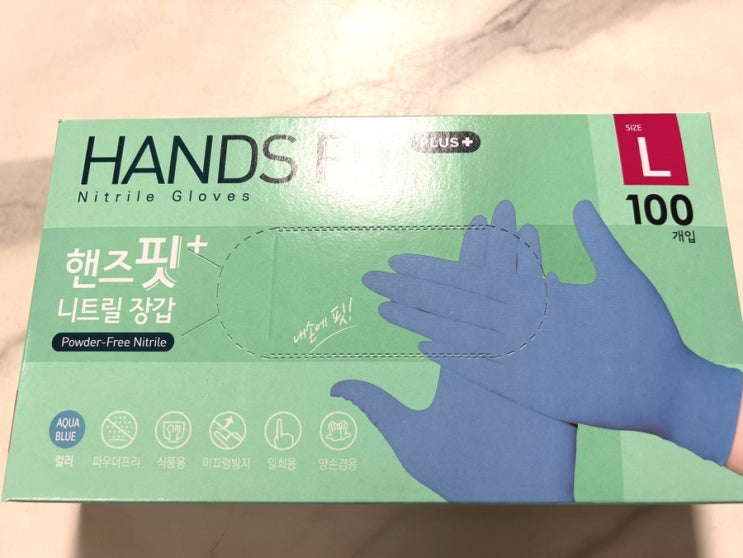 HANDS FIT PLUS+
Nitrile Gloves
SIZE
L
100
개입
핸즈핏+
니트릴 장갑
Powder-Free Nitrile
내손에 핏!
AQUA
BLUE
컬러
파우더프리
식품용
미끄럼방지
일회용
양손겸용